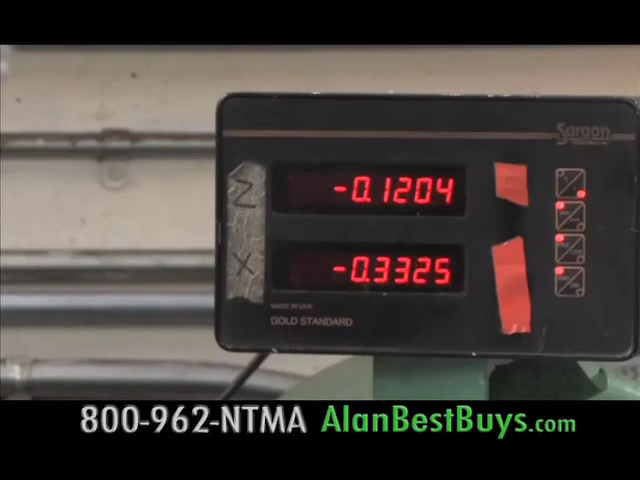 Sargon
Z
-0.1204
X
-0.3325
MADE IN USA
GOLD STANDARD
800-962-NTMA AlanBestBuys.com